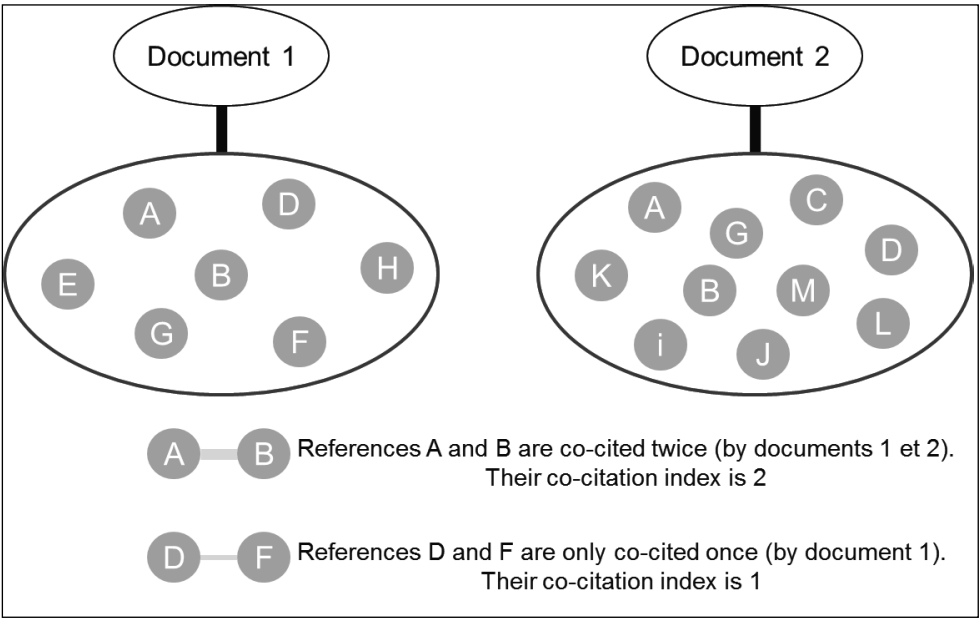 Document 1
Document 2
A
D
E
B
H
G
F
A
C
G
D
K
B
M
L
i
J
A B References A and B are co-cited twice (by documents 1 et 2).
Their co-citation index is 2
D F References D and F are only co-cited once (by document 1).
Their co-citation index is 1